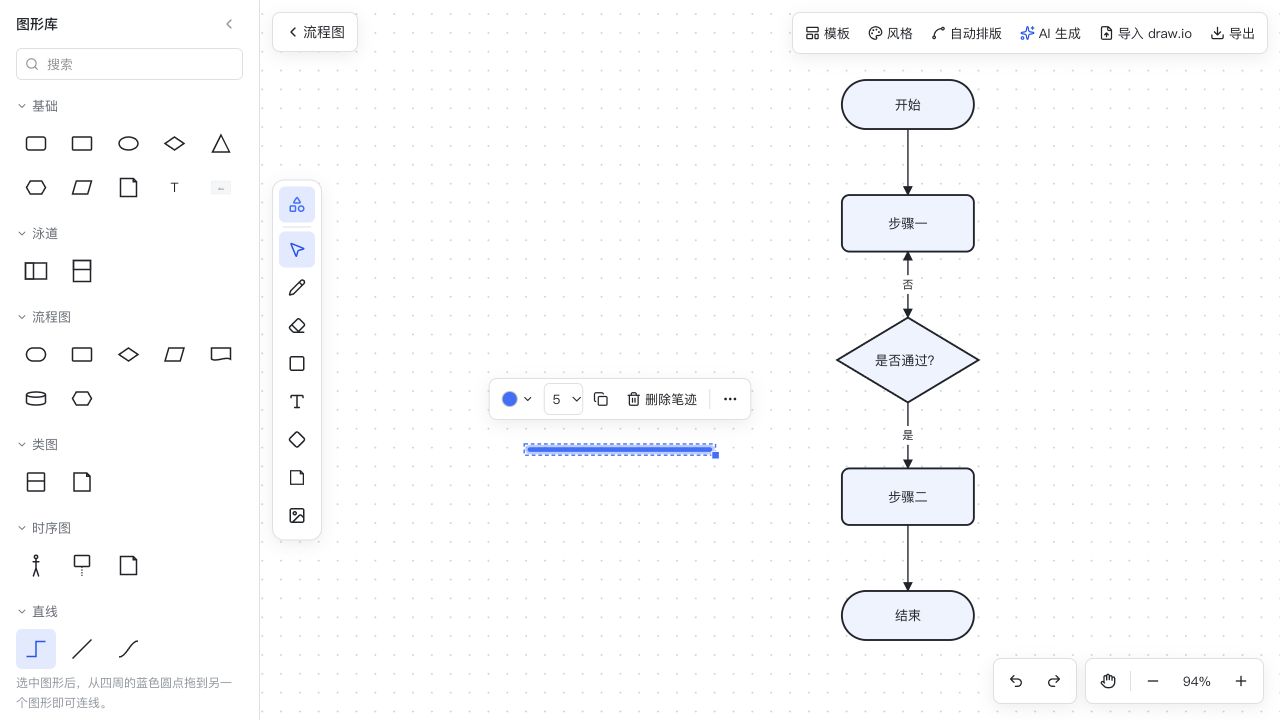 图形库
搜索
基础
T
泳道
流程图
类图
时序图
直线
选中图形后，从四周的蓝色圆点拖到另一
个图形即可连线。
流程图
模板
风格
自动排版
AI 生成
导入 draw.io
导出
5
删除笔迹
开始
步骤一
否
是否通过?
是
步骤二
结束
94%